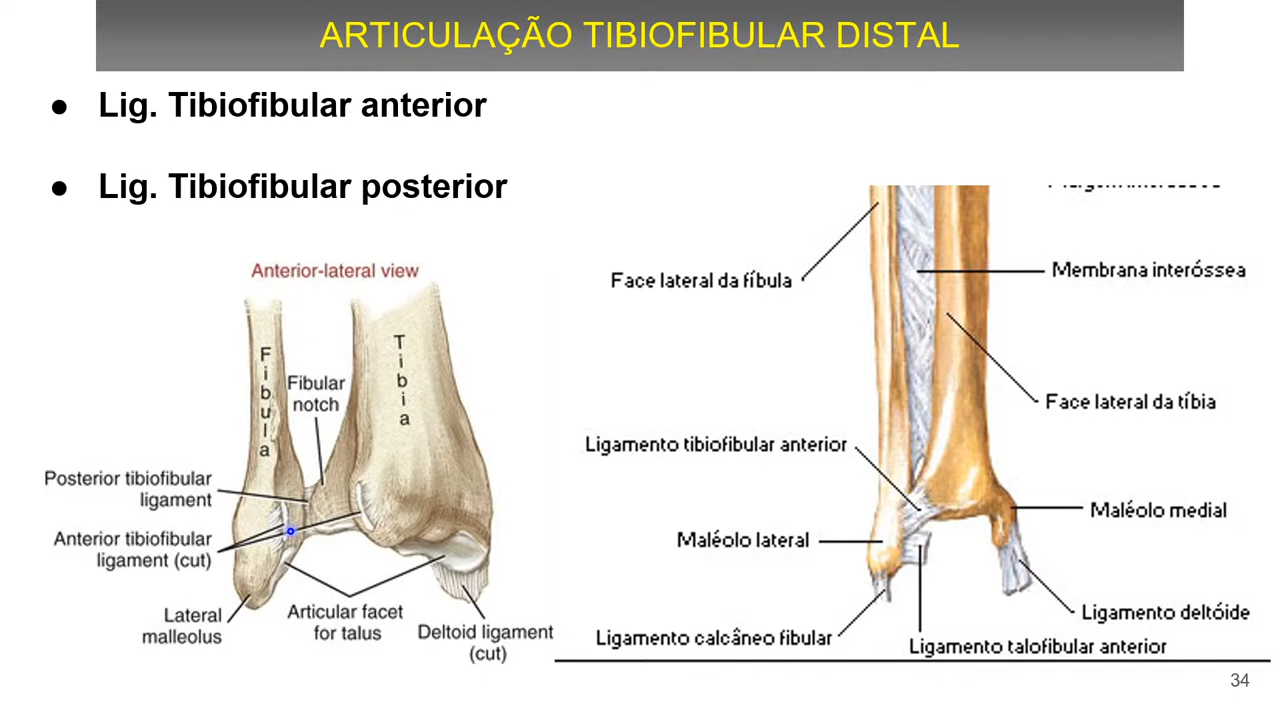 ARTICULAÇÃO TIBIOFIBULAR DISTAL
● Lig. Tibiofibular anterior
● Lig. Tibiofibular posterior
Anterior-lateral view
Fibula
Tibia
Fibular
notch
Posterior tibiofibular
ligament
Anterior tibiofibular
ligament (cut)
Lateral
malleolus
Articular facet
for talus
Deltoid ligament
(cut)
Face lateral da fíbula
Membrana interóssea
Face lateral da tíbia
Ligamento tibiofibular anterior
Maléolo medial
Maléolo lateral
Ligamento deltóide
Ligamento calcâneo fibular
Ligamento talofibular anterior
34